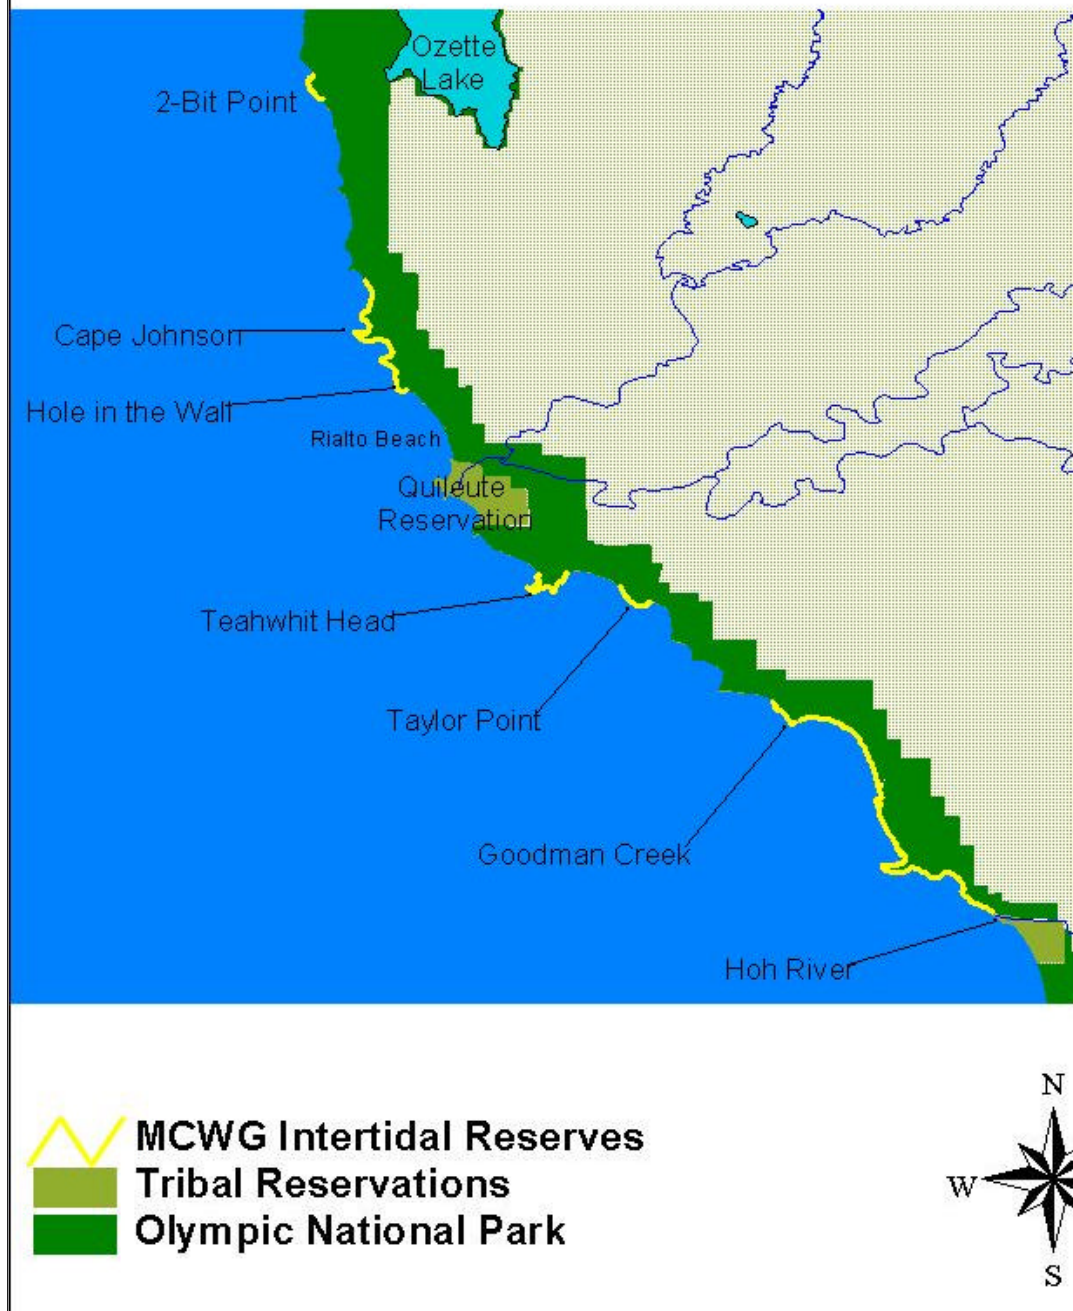 Ozette
Lake
2-Bit Point
Cape Johnson
Hole in the Wall
Rialto Beach
Quileute
Reservation
Teahwhit Head
Taylor Point
Goodman Creek
Hoh River
N
MCWG Intertidal Reserves
Tribal Reservations
W
Olympic National Park
S